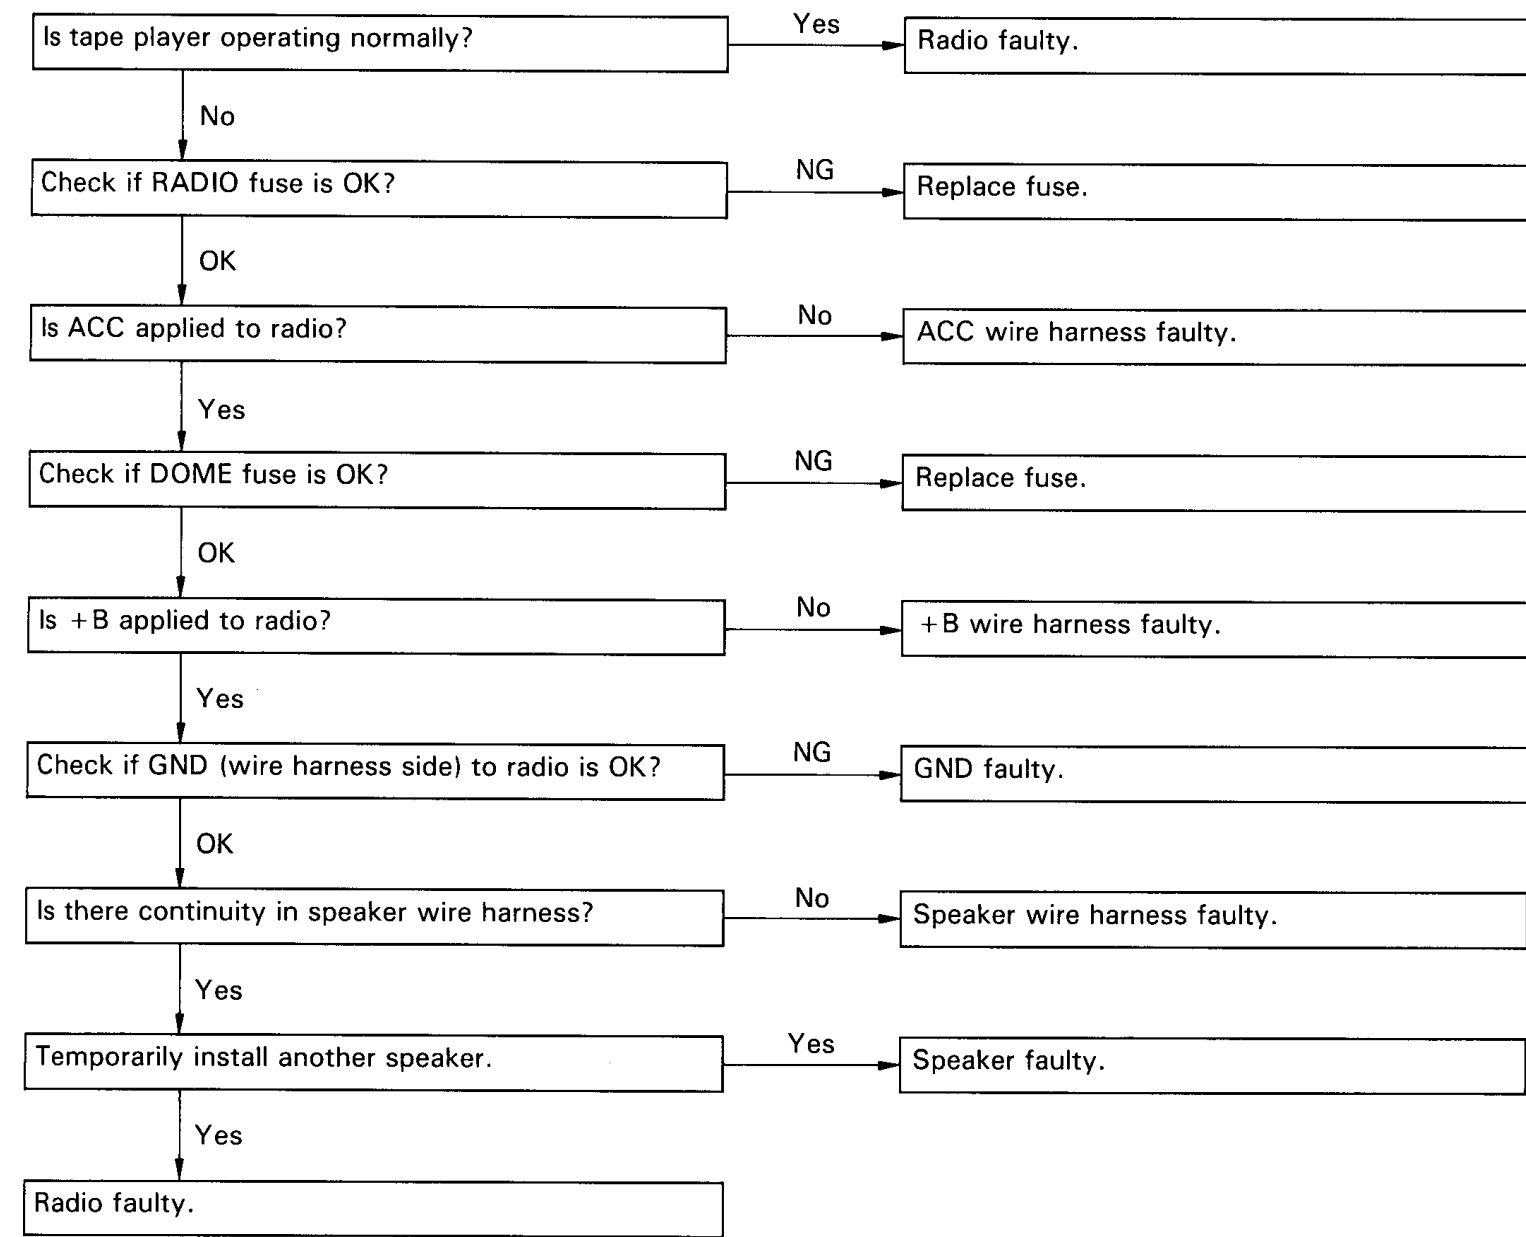 Is tape player operating normally?
Yes
Radio faulty.
No
Check if RADIO fuse is OK?
NG
Replace fuse.
OK
Is ACC applied to radio?
No
ACC wire harness faulty.
Yes
Check if DOME fuse is OK?
NG
Replace fuse.
OK
Is +B applied to radio?
No
+B wire harness faulty.
Yes
Check if GND (wire harness side) to radio is OK?
NG
GND faulty.
OK
Is there continuity in speaker wire harness?
No
Speaker wire harness faulty.
Yes
Temporarily install another speaker.
Yes
Speaker faulty.
Yes
Radio faulty.